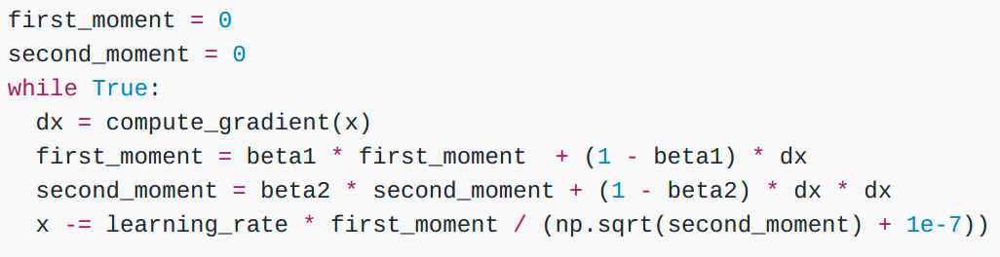 first_moment = 0
second_moment = 0
while True:
  dx = compute_gradient(x)
  first_moment = beta1 * first_moment  + (1 - beta1) * dx
  second_moment = beta2 * second_moment + (1 - beta2) * dx * dx
  x -= learning_rate * first_moment / (np.sqrt(second_moment) + 1e-7))